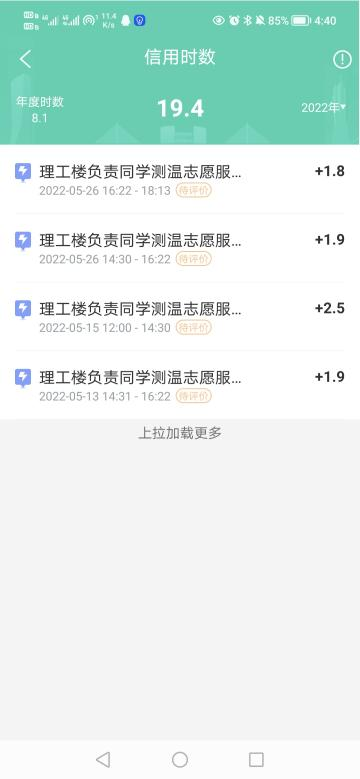 11.4
K/s
85%
4:40
信用时数
年度时数
8.1
19.4
2022年
理工楼负责同学测温志愿服...
+1.8
2022-05-26 16:22 - 18:13 待评价
理工楼负责同学测温志愿服...
+1.9
2022-05-26 14:30 - 16:22 待评价
理工楼负责同学测温志愿服...
+2.5
2022-05-15 12:00 - 14:30 待评价
理工楼负责同学测温志愿服...
+1.9
2022-05-13 14:31 - 16:22 待评价
上拉加载更多